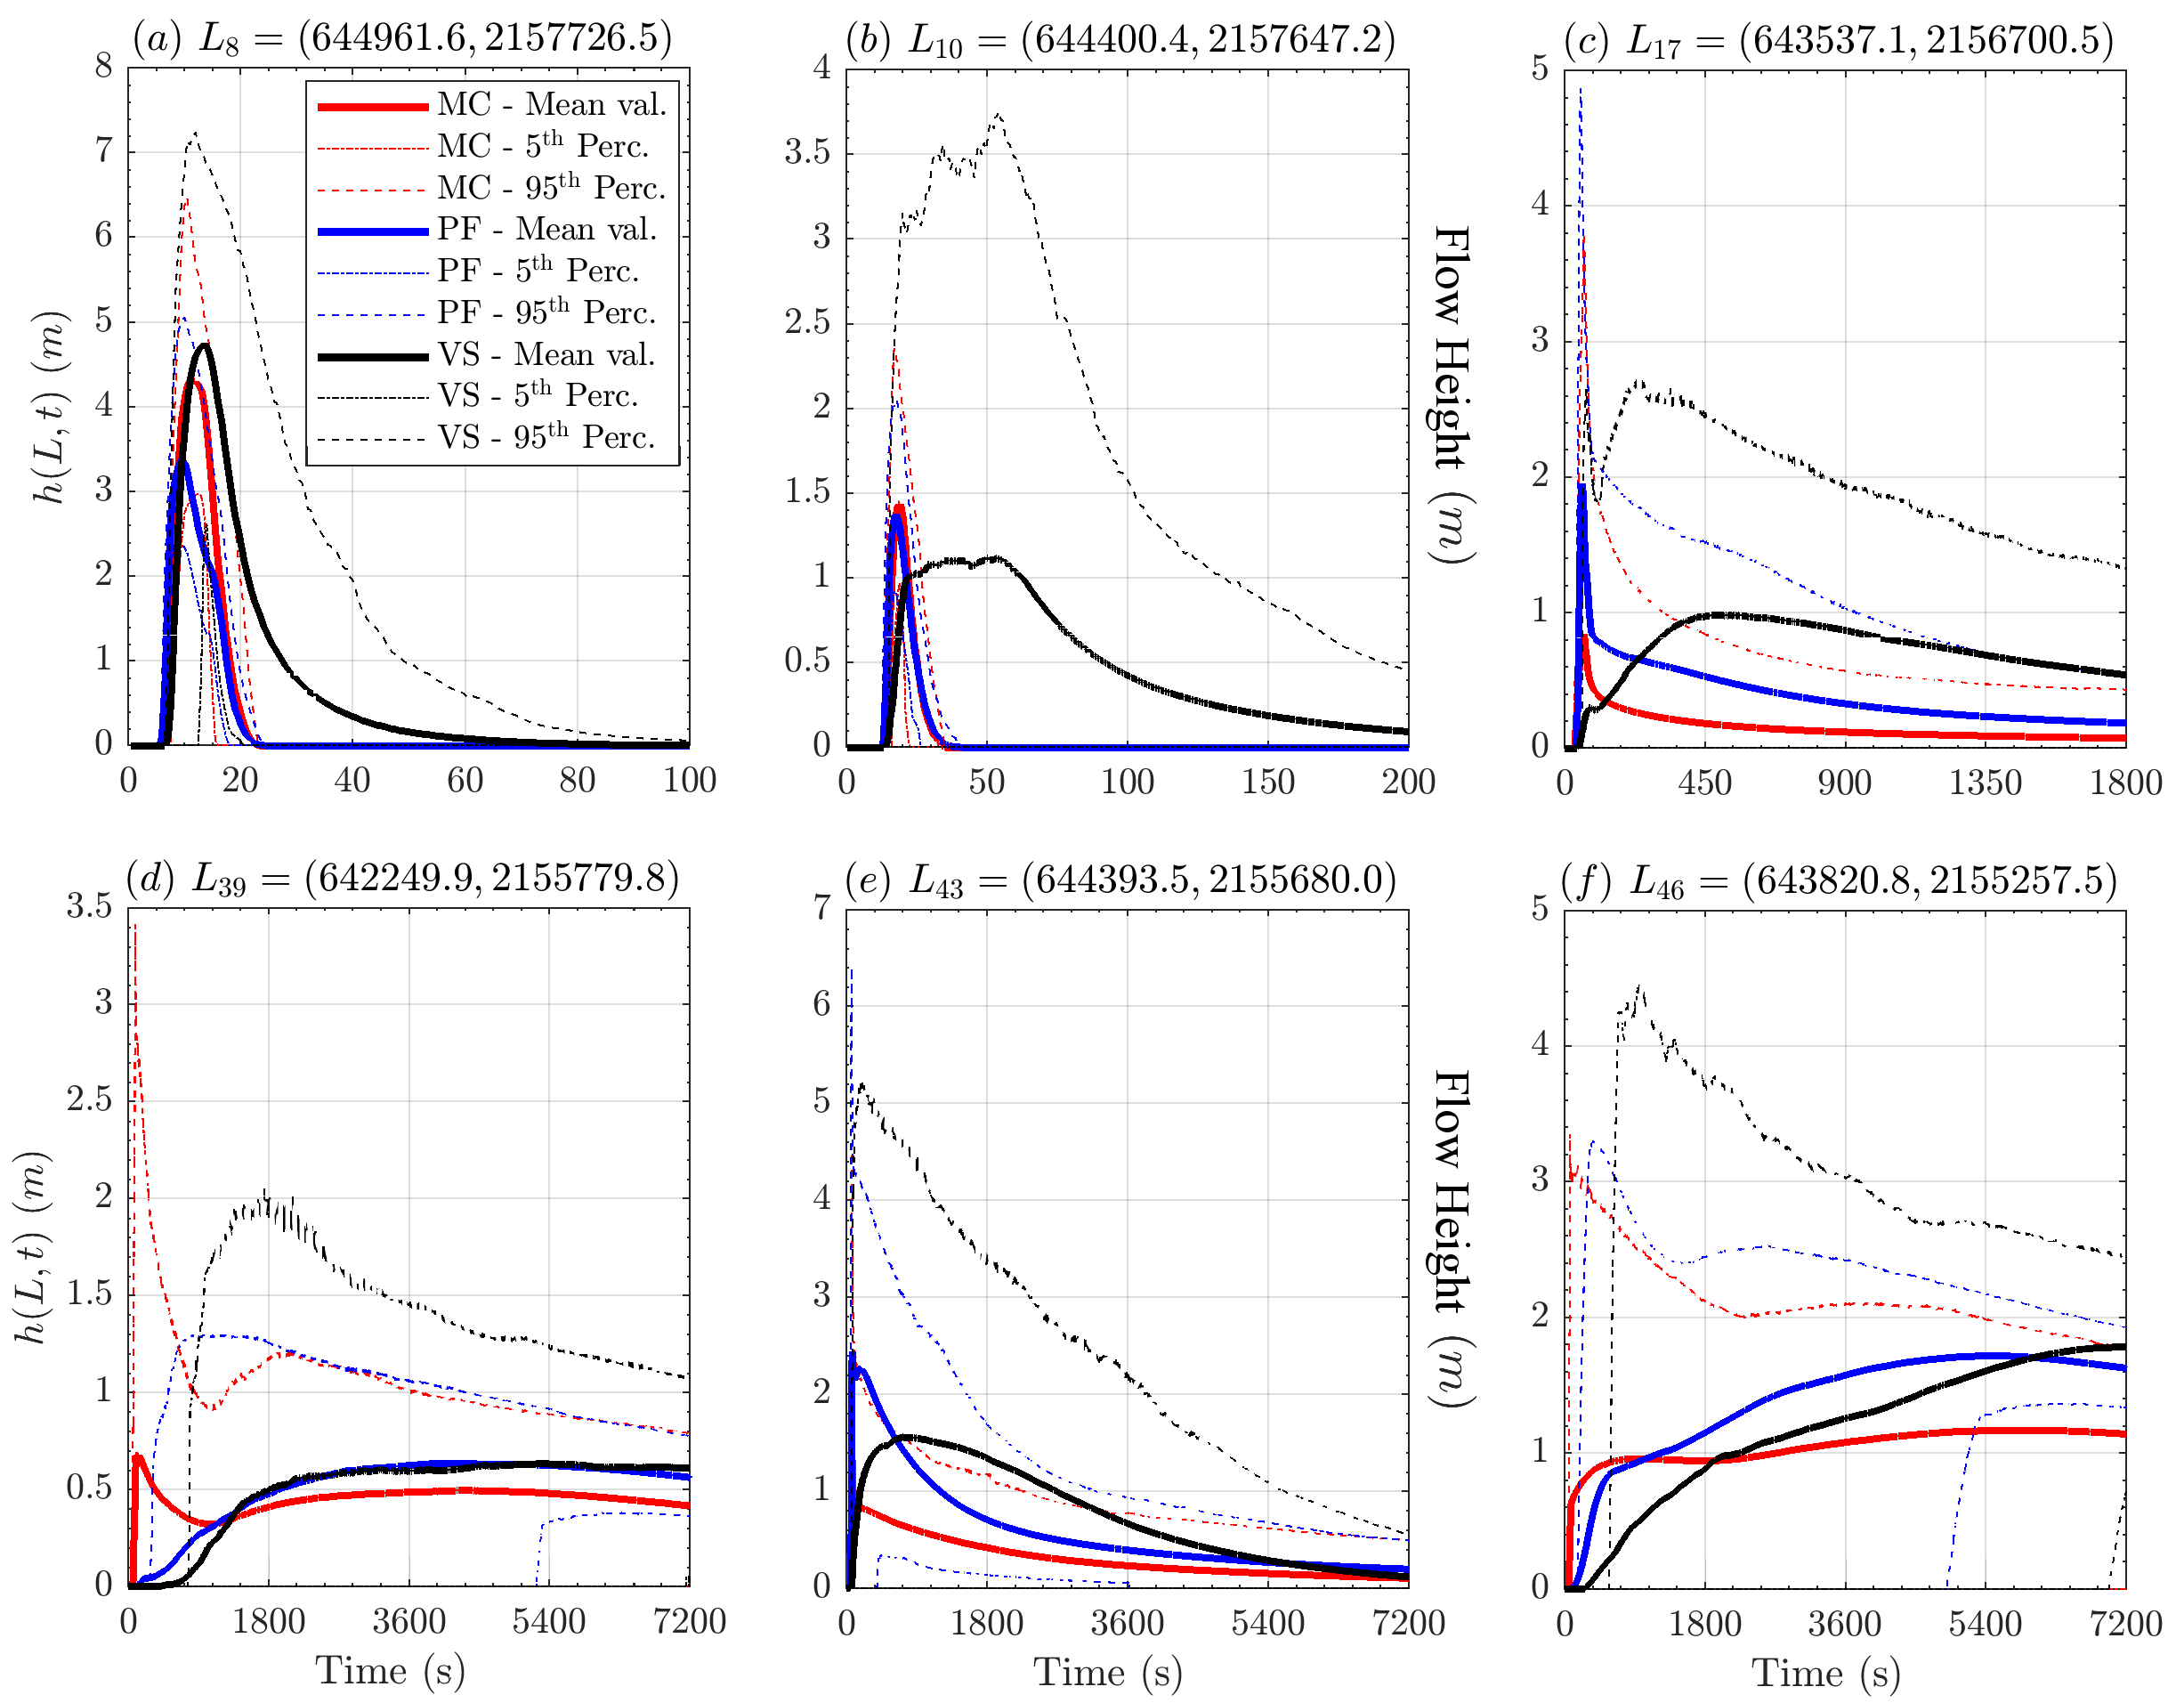 (a) L8 = (644961.6, 2157726.5)
(b) L10 = (644400.4, 2157647.2)
(c) L17 = (643537.1, 2156700.5)
8
7
6
5
4
3
2
1
0
h(L, t) (m)
0 20 40 60 80 100
MC - Mean val.
MC - 5th Perc.
MC - 95th Perc.
PF - Mean val.
PF - 5th Perc.
PF - 95th Perc.
VS - Mean val.
VS - 5th Perc.
VS - 95th Perc.
4
3.5
3
2.5
2
1.5
1
0.5
0
0 50 100 150 200
Flow Height (m)
5
4
3
2
1
0
0 450 900 1350 1800
(d) L39 = (642249.9, 2155779.8)
(e) L43 = (644393.5, 2155680.0)
(f) L46 = (643820.8, 2155257.5)
3.5
3
2.5
2
1.5
1
0.5
0
h(L, t) (m)
0 1800 3600 5400 7200
Time (s)
7
6
5
4
3
2
1
0
0 1800 3600 5400 7200
Time (s)
Flow Height (m)
5
4
3
2
1
0
0 1800 3600 5400 7200
Time (s)